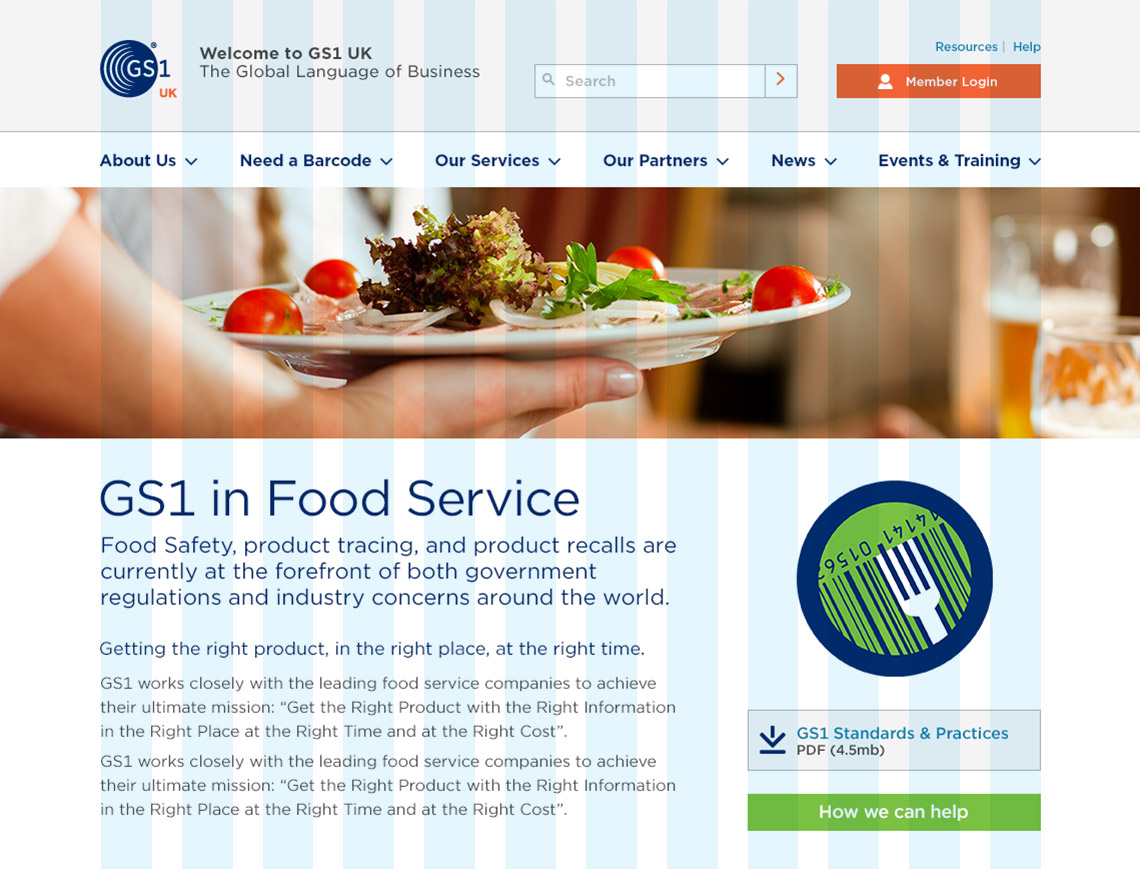 GS1 ®
UK
Welcome to GS1 UK
The Global Language of Business
Search
Resources | Help
Member Login
About Us
Need a Barcode
Our Services
Our Partners
News
Events & Training
GS1 in Food Service
Food Safety, product tracing, and product recalls are
currently at the forefront of both government
regulations and industry concerns around the world.
Getting the right product, in the right place, at the right time.
GS1 works closely with the leading food service companies to achieve
their ultimate mission: “Get the Right Product with the Right Information
in the Right Place at the Right Time and at the Right Cost”.
GS1 works closely with the leading food service companies to achieve
their ultimate mission: “Get the Right Product with the Right Information
in the Right Place at the Right Time and at the Right Cost”.
GS1 Standards & Practices
PDF (4.5mb)
How we can help